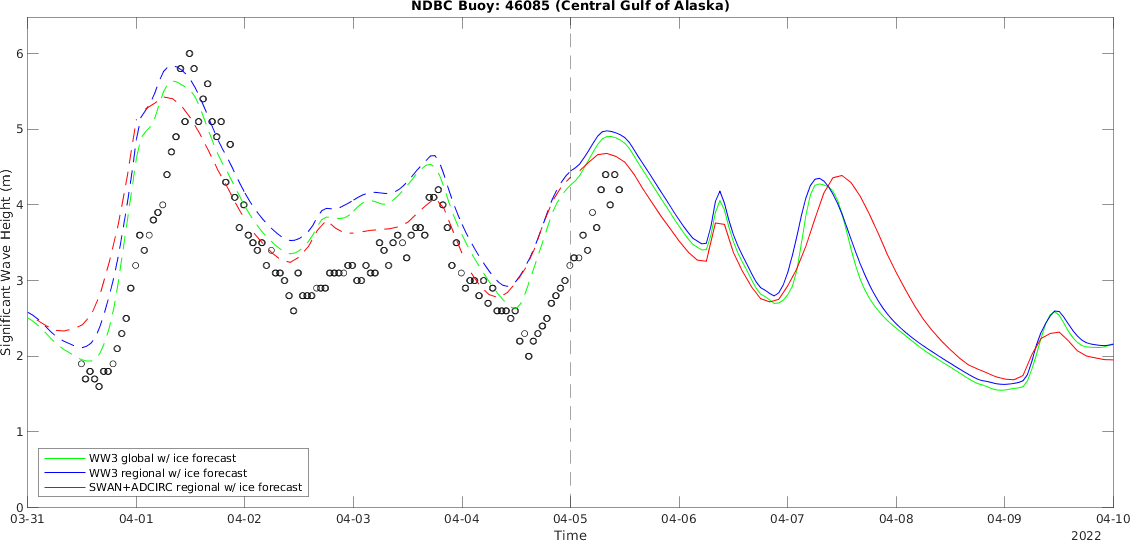 NDBC Buoy: 46085 (Central Gulf of Alaska)
6
5
4
3
2
1
0
Significant Wave Height (m)
WW3 global w/ ice forecast
WW3 regional w/ ice forecast
SWAN+ADCIRC regional w/ ice forecast
03-31 04-01 04-02 04-03 04-04 04-05 04-06 04-07 04-08 04-09 04-10
Time
2022